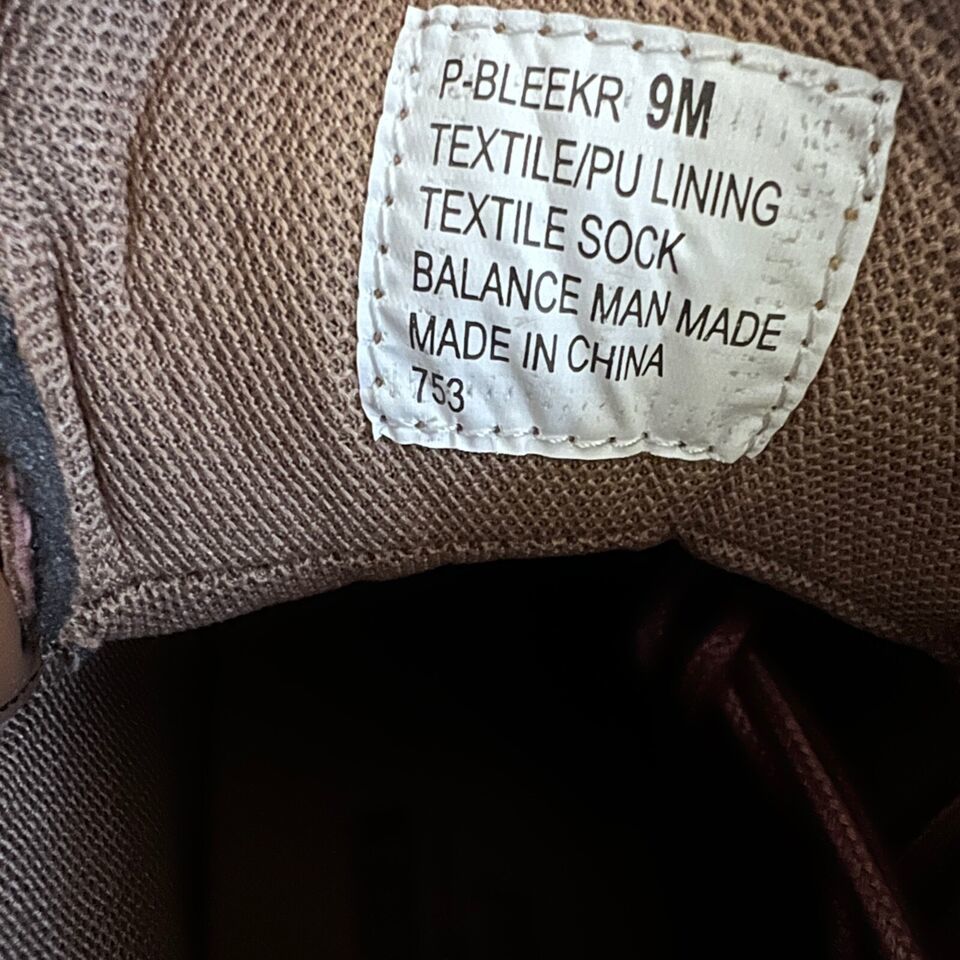 P-BLEEKR 9M
TEXTILE/PU LINING
TEXTILE SOCK
BALANCE MAN MADE
MADE IN CHINA
753